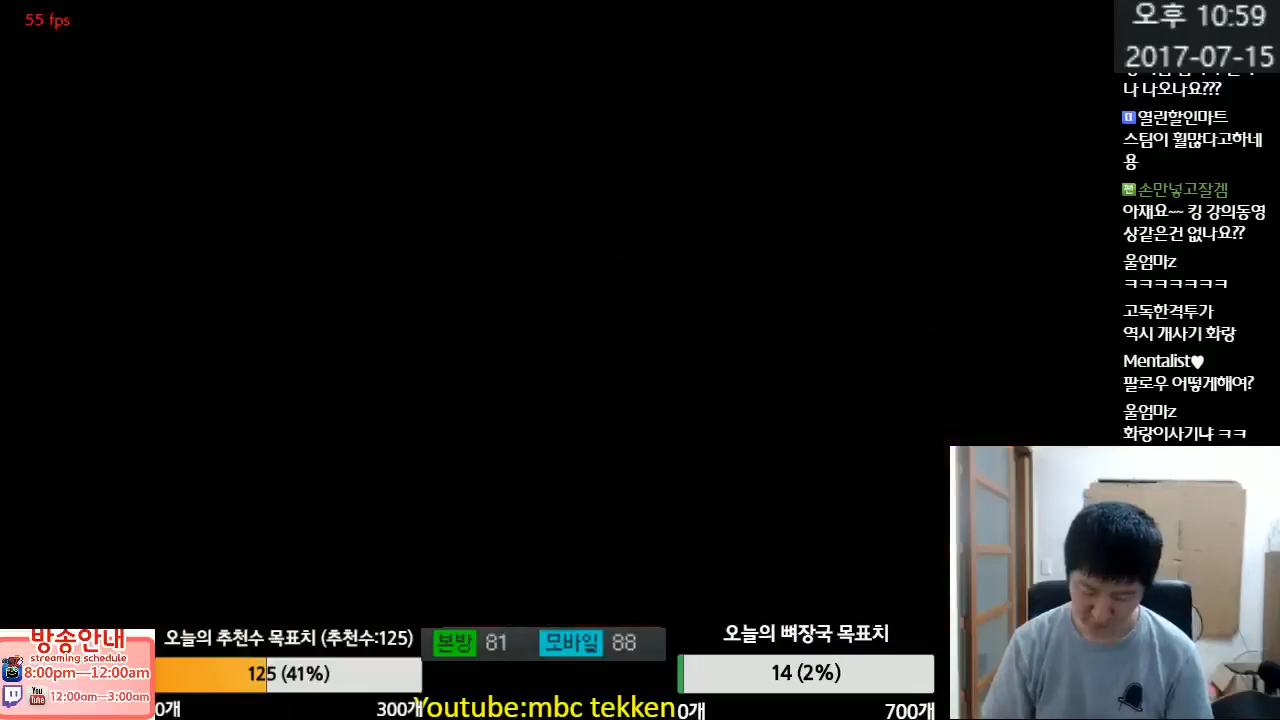 55 fps
오후 10:59
2017-07-15
나 나오나요???
열린할인마트
스팀이 훨많다고하네
용
팬 손만넣고잘겜
아재요~~ 킹 강의동영
상같은건 없나요??
울엄마z
ㅋㅋㅋㅋㅋㅋㅋ
고독한격투가
역시 개사기 화랑
Mentalist♥
팔로우 어떻게해여?
울엄마z
화랑이사기냐 ㅋㅋ
방송안내
streaming schedule
8:00pm—12:00am
You Tube 12:00am—3:00am
오늘의 추천수 목표치 (추천수:125)
125 (41%)
0개 300개
본방 81 모바일 88
Youtube:mbc tekken
오늘의 뼈장국 목표치
14 (2%)
0개 700개